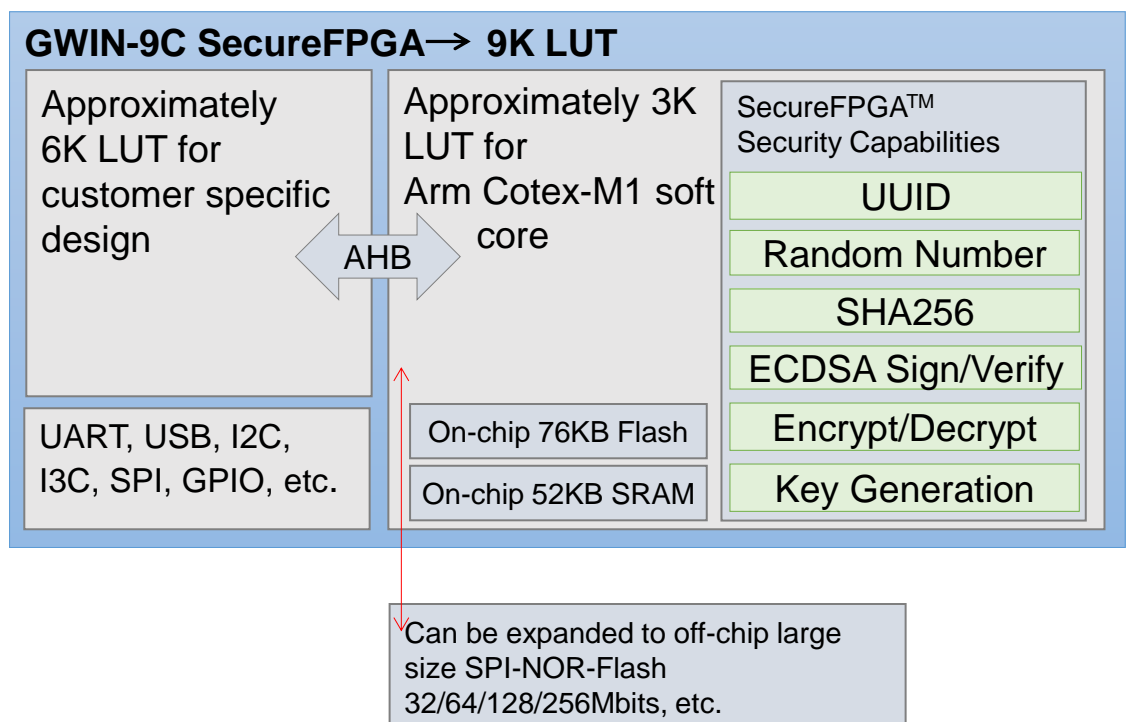 GWIN-9C SecureFPGA→ 9K LUT
Approximately
6K LUT for
customer specific
design
AHB
Approximately 3K
LUT for
Arm Cotex-M1 soft
core
SecureFPGA™
Security Capabilities
UUID
Random Number
SHA256
ECDSA Sign/Verify
Encrypt/Decrypt
Key Generation
UART, USB, I2C,
I3C, SPI, GPIO, etc.
On-chip 76KB Flash
On-chip 52KB SRAM
Can be expanded to off-chip large
size SPI-NOR-Flash
32/64/128/256Mbits, etc.